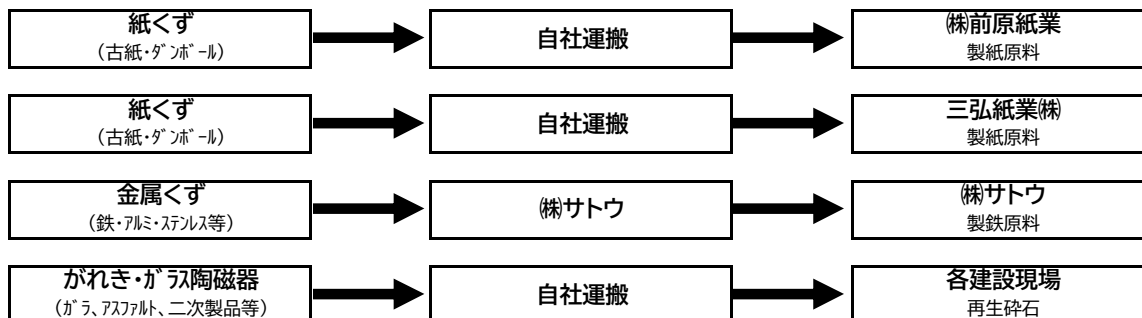 紙くず
（古紙・ダンボール）
自社運搬
㈱前原紙業
製紙原料
紙くず
（古紙・ダンボール）
自社運搬
三弘紙業㈱
製紙原料
金属くず
（鉄・アルミ・ステンレス等）
㈱サトウ
㈱サトウ
製鉄原料
がれき・ガラス陶磁器
（ガラ、アスファルト、二次製品等）
自社運搬
各建設現場
再生砕石